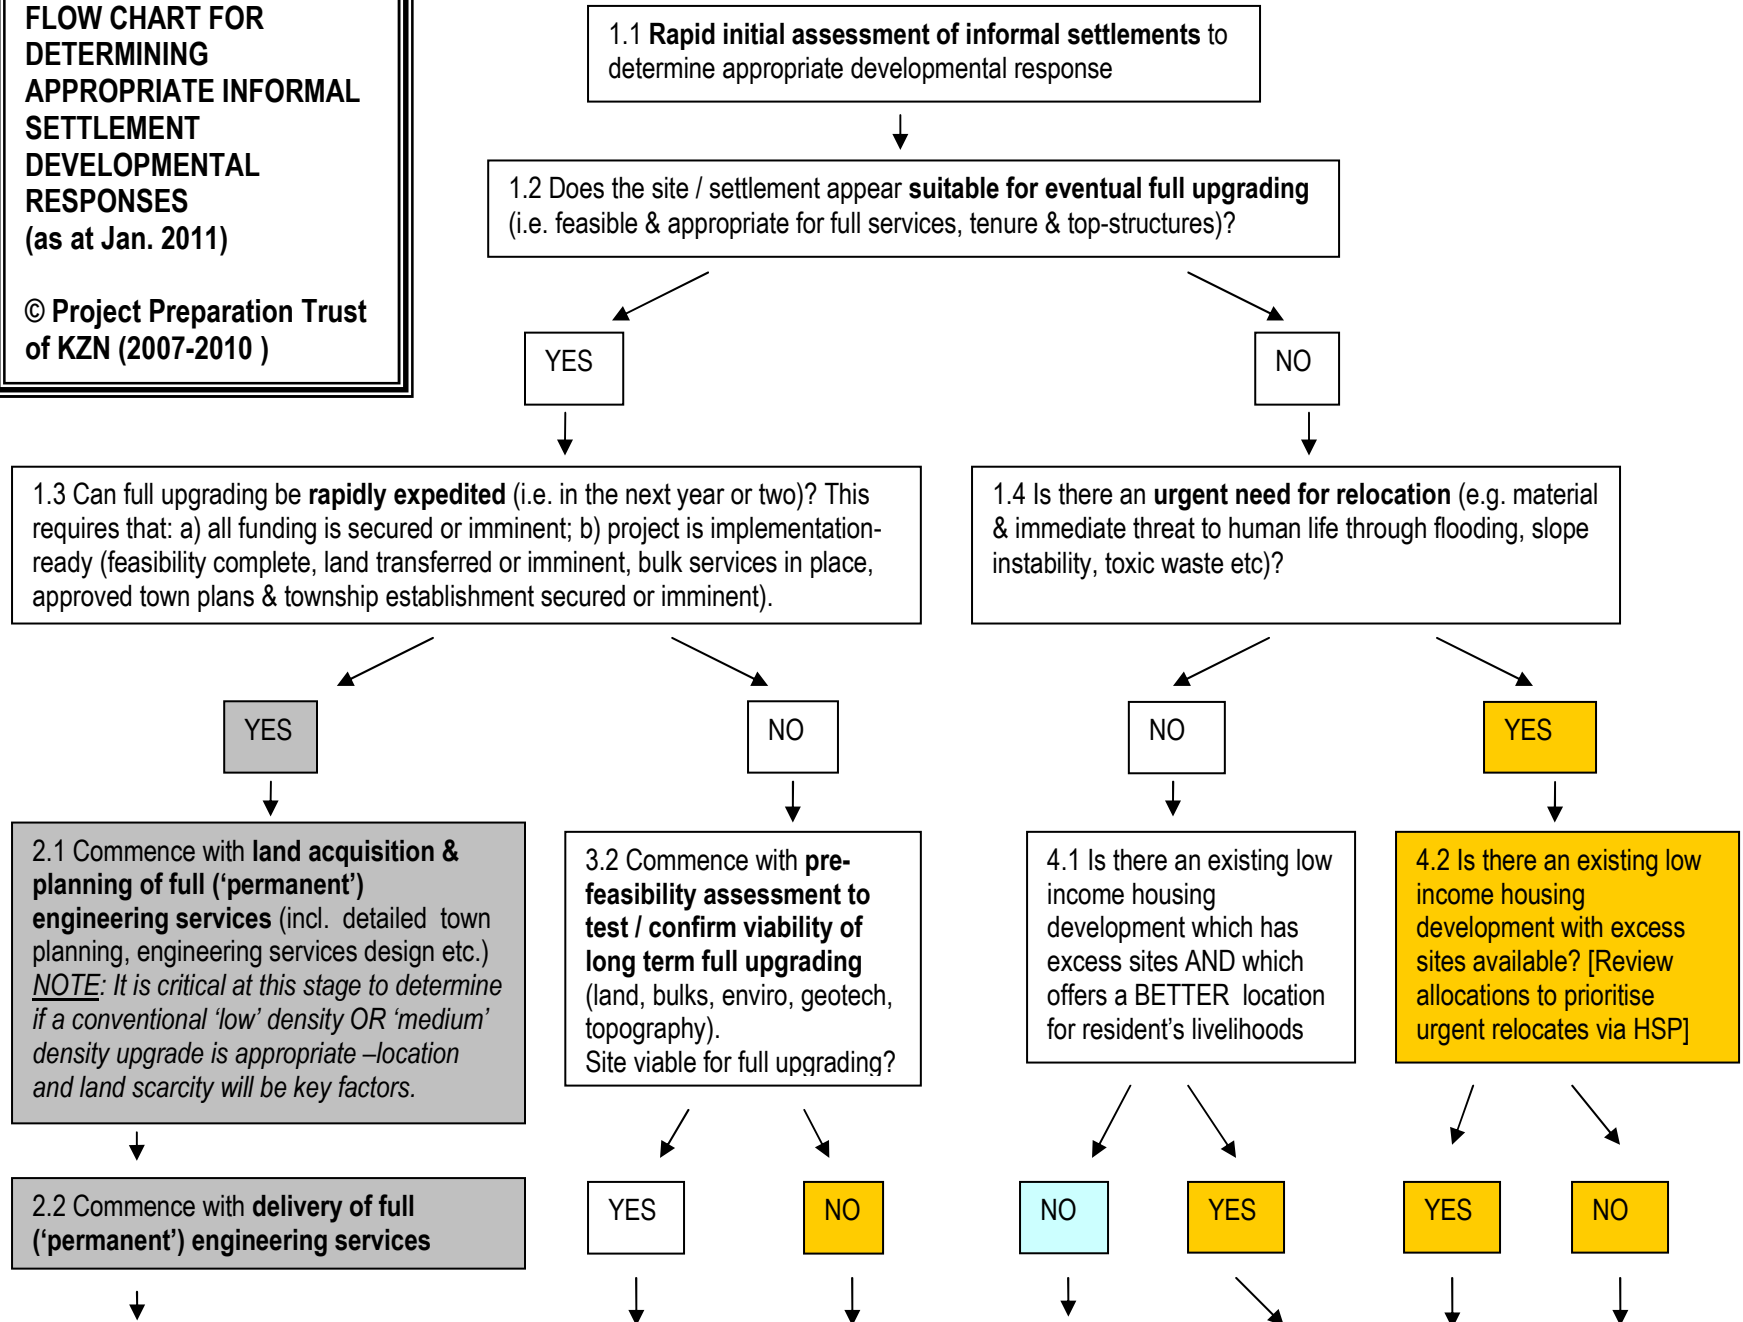 FLOW CHART FOR
DETERMINING
APPROPRIATE INFORMAL
SETTLEMENT
DEVELOPMENTAL
RESPONSES
(as at Jan. 2011)
© Project Preparation Trust
of KZN (2007-2010 )
1.1 Rapid initial assessment of informal settlements to
determine appropriate developmental response
1.2 Does the site / settlement appear suitable for eventual full upgrading
(i.e. feasible & appropriate for full services, tenure & top-structures)?
YES
NO
1.3 Can full upgrading be rapidly expedited (i.e. in the next year or two)? This
requires that: a) all funding is secured or imminent; b) project is implementation-
ready (feasibility complete, land transferred or imminent, bulk services in place,
approved town plans & township establishment secured or imminent).
1.4 Is there an urgent need for relocation (e.g. material
& immediate threat to human life through flooding, slope
instability, toxic waste etc)?
YES
NO
NO
YES
2.1 Commence with land acquisition &
planning of full (‘permanent’)
engineering services (incl. detailed town
planning, engineering services design etc.)
NOTE: It is critical at this stage to determine
if a conventional ‘low’ density OR ‘medium’
density upgrade is appropriate –location
and land scarcity will be key factors.
3.2 Commence with pre-
feasibility assessment to
test / confirm viability of
long term full upgrading
(land, bulks, enviro, geotech,
topography).
Site viable for full upgrading?
4.1 Is there an existing low
income housing
development which has
excess sites AND which
offers a BETTER location
for resident’s livelihoods
4.2 Is there an existing low
income housing
development with excess
sites available? [Review
allocations to prioritise
urgent relocates via HSP]
2.2 Commence with delivery of full
(‘permanent’) engineering services
YES
NO
NO
YES
YES
NO